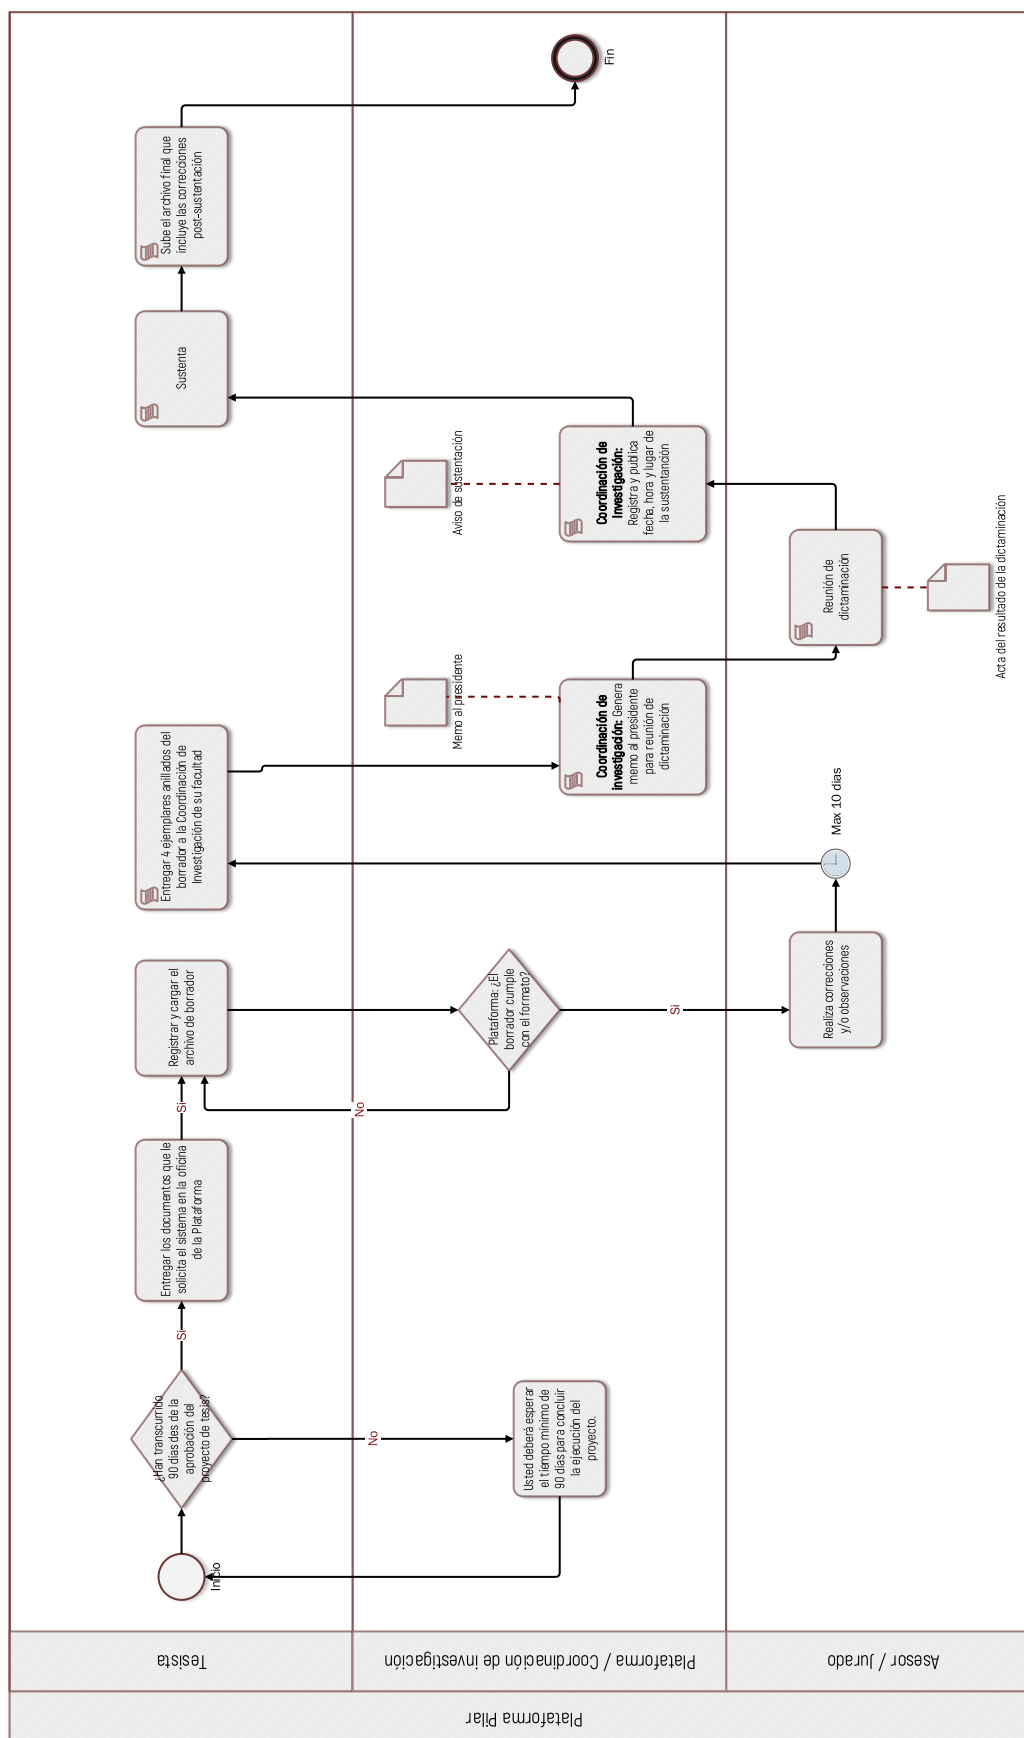 Plataforma Pilar
Tesista
Plataforma / Coordinación de investigación
Asesor / Jurado
Inicio
¿Han transcurrido
90 días des de la
aprobación del
proyecto de tesis?
Si
No
Usted deberá esperar
el tiempo mínimo de
90 días para concluir
la ejecución del
proyecto.
Entregar los documentos que le
solicita el sistema en la oficina
de la Plataforma
Si
Registrar y cargar el
archivo de borrador
No
Plataforma: ¿El
borrador cumple
con el formato?
Si
Realiza correcciones
y/o observaciones
Max 10 dias
Entregar 4 ejemplares anillados del
borrador a la Coordinación de
Investigación de su facultad
Coordinación de
investigación: Genera
memo al presidente
para reunión de
dictaminación
Memo al presidente
Reunión de
dictaminación
Acta del resultado de la dictaminación
Coordinación de
Investigación:
Registra y publica
fecha, hora y lugar de
la sustentanción
Aviso de sustentación
Sustenta
Sube el archivo final que
incluye las correcciones
post-sustentación
Fin